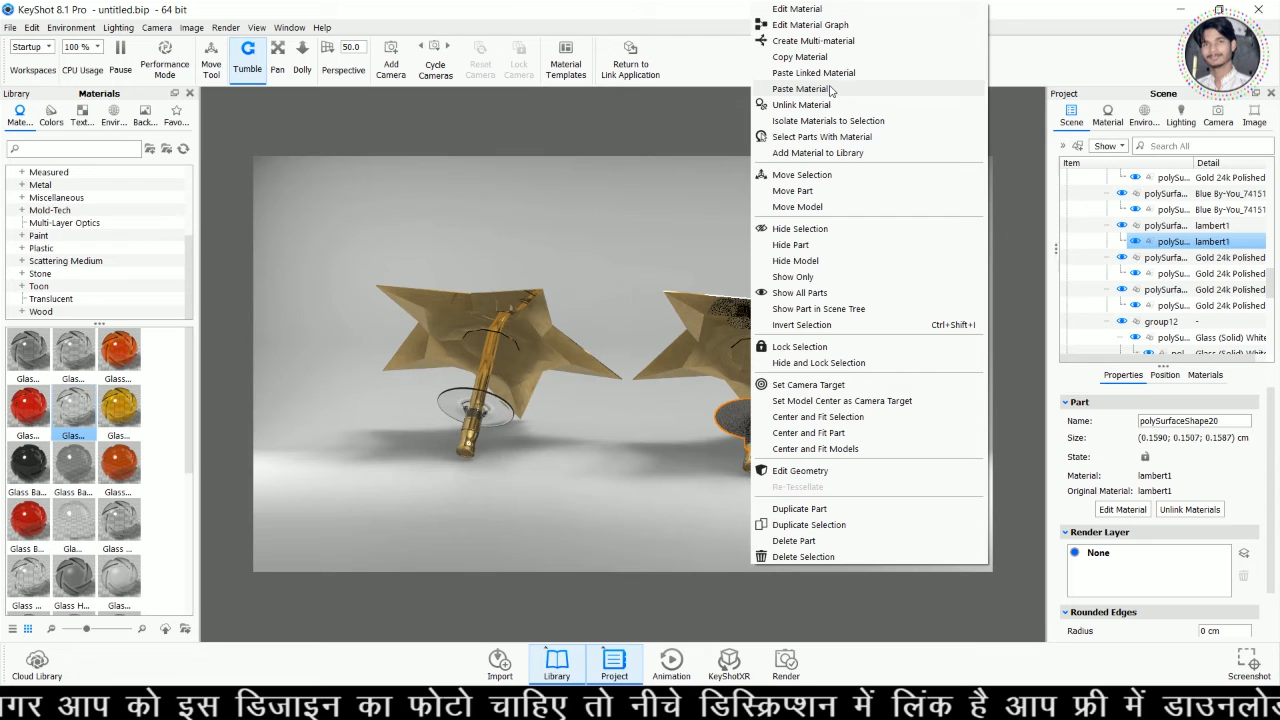 KeyShot 8.1 Pro - untitled.bip - 64 bit
File Edit Environment Lighting Camera Image Render View Window Help
Startup 100 % 50.0
Workspaces CPU Usage Pause Performance Mode Move Tool Tumble Pan Dolly Perspective Add Camera Cycle Cameras Reset Camera Lock Camera Material Templates Return to Link Application
Library Materials
Mate... Colors Text... Envir... Back... Favo...
Measured
Metal
Miscellaneous
Mold-Tech
Multi-Layer Optics
Paint
Plastic
Scattering Medium
Stone
Toon
Translucent
Wood
Glas... Glas... Glass...
Glas... Glas... Glas...
Glass Ba... Glass B... Glass ...
Glass B... Gla... Glass...
Glass ... Glass H... Glas...
Edit Material
Edit Material Graph
Create Multi-material
Copy Material
Paste Linked Material
Paste Material
Unlink Material
Isolate Materials to Selection
Select Parts With Material
Add Material to Library
Move Selection
Move Part
Move Model
Hide Selection
Hide Part
Hide Model
Show Only
Show All Parts
Show Part in Scene Tree
Invert Selection Ctrl+Shift+I
Lock Selection
Hide and Lock Selection
Set Camera Target
Set Model Center as Camera Target
Center and Fit Selection
Center and Fit Part
Center and Fit Models
Edit Geometry
Re-Tessellate
Duplicate Part
Duplicate Selection
Delete Part
Delete Selection
Project Scene
Scene Material Enviro... Lighting Camera Image
Show Search All
Item Detail
polySu... Gold 24k Polished
polySurfa... Blue By-You_74151
polySu... Blue By-You_74151
polySurfa... lambert1
polySu... lambert1
polySurfa... Gold 24k Polished
polySu... Gold 24k Polished
polySurfa... Gold 24k Polished
polySu... Gold 24k Polished
group12 -
polySu... Glass (Solid) White
pol... Glass (Solid) White
Properties Position Materials
Part
Name: polySurfaceShape20
Size: (0.1590; 0.1507; 0.1587) cm
State:
Material: lambert1
Original Material: lambert1
Edit Material Unlink Materials
Render Layer
None
Rounded Edges
Radius 0 cm
Cloud Library Import Library Project Animation KeyShotXR Render Screenshot
गर आप को इस डिजाइन का फोटो चाहिए तो नीचे डिस्क्रिप्शन में लिंक है आप फ्री में डाउनलो